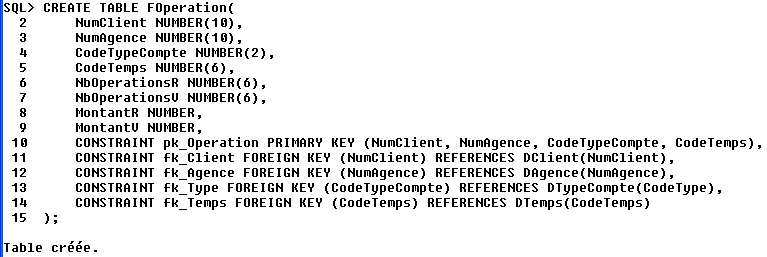 SQL> CREATE TABLE FOperation(
  2      NumClient NUMBER(10),
  3      NumAgence NUMBER(10),
  4      CodeTypeCompte NUMBER(2),
  5      CodeTemps NUMBER(6),
  6      NbOperationsR NUMBER(6),
  7      NbOperationsV NUMBER(6),
  8      MontantR NUMBER,
  9      MontantV NUMBER,
 10      CONSTRAINT pk_Operation PRIMARY KEY (NumClient, NumAgence, CodeTypeCompte, CodeTemps),
 11      CONSTRAINT fk_Client FOREIGN KEY (NumClient) REFERENCES DClient(NumClient),
 12      CONSTRAINT fk_Agence FOREIGN KEY (NumAgence) REFERENCES DAgence(NumAgence),
 13      CONSTRAINT fk_Type FOREIGN KEY (CodeTypeCompte) REFERENCES DTypeCompte(CodeType),
 14      CONSTRAINT fk_Temps FOREIGN KEY (CodeTemps) REFERENCES DTemps(CodeTemps)
 15  );
Table créée.